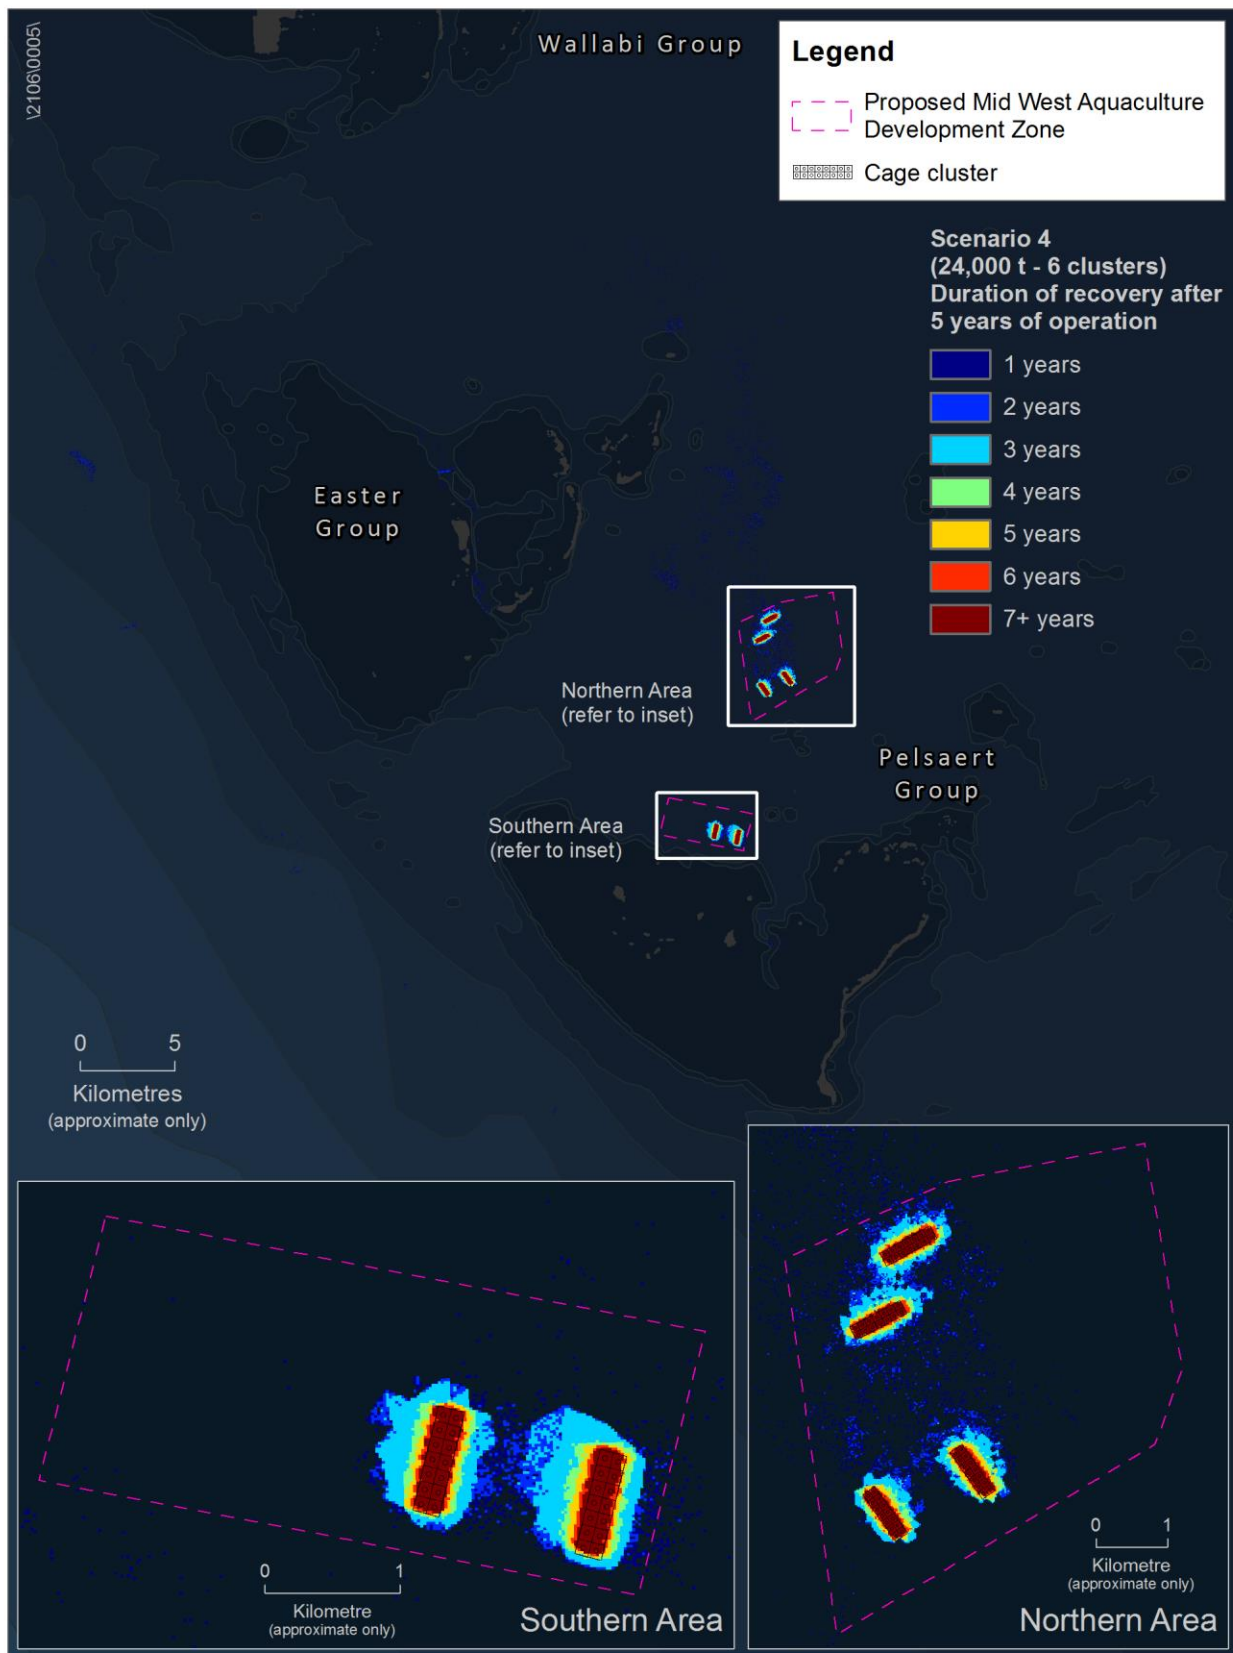 \2106\0005\
Wallabi Group
Legend
Proposed Mid West Aquaculture
Development Zone
Cage cluster
Scenario 4
(24,000 t - 6 clusters)
Duration of recovery after
5 years of operation
1 years
2 years
3 years
4 years
5 years
6 years
7+ years
Easter
Group
Northern Area
(refer to inset)
Pelsaert
Group
Southern Area
(refer to inset)
0 5
Kilometres
(approximate only)
0 1
Kilometre
(approximate only)
Southern Area
0 1
Kilometre
(approximate only)
Northern Area